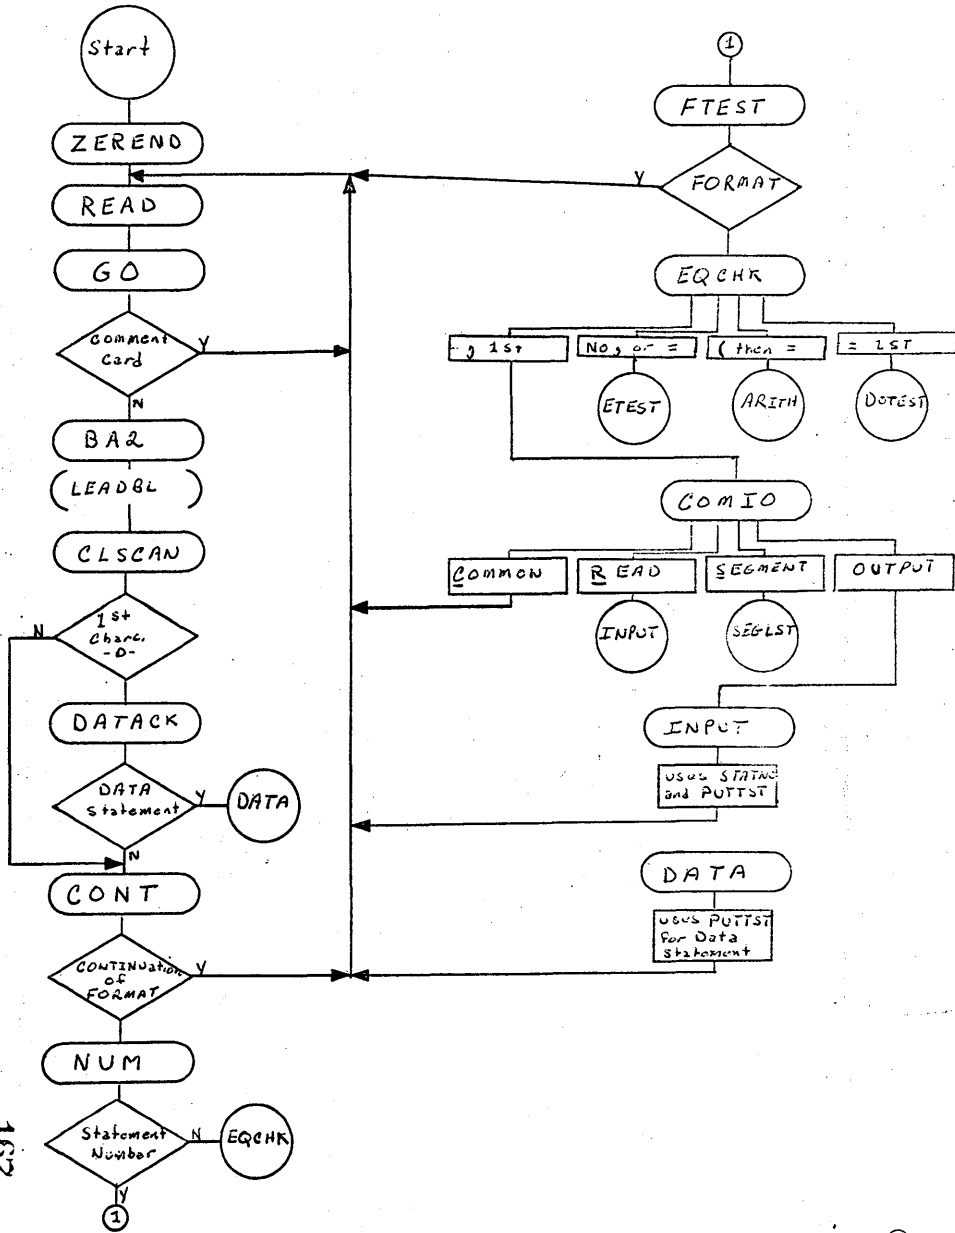 Start
ZEREND
READ
GO
Comment
Card
Y
N
BA2
(LEADBL )
CLSCAN
N
1st
Charc.
-D-
DATACK
DATA
Statement
Y
DATA
N
CONT
CONTINUation
of
FORMAT
Y
NUM
Statement
Number
N
EQCHK
Y
1
162
1
FTEST
Y
FORMAT
EQCHK
, 1st
No , or =
( then =
= 1ST
ETEST
ARITH
DOTEST
COMIO
COMMON
READ
SEGMENT
OUTPUT
INPUT
SEGLST
INPUT
uses STATNO
and PUTTST
DATA
uses PUTTST
for Data
Statement